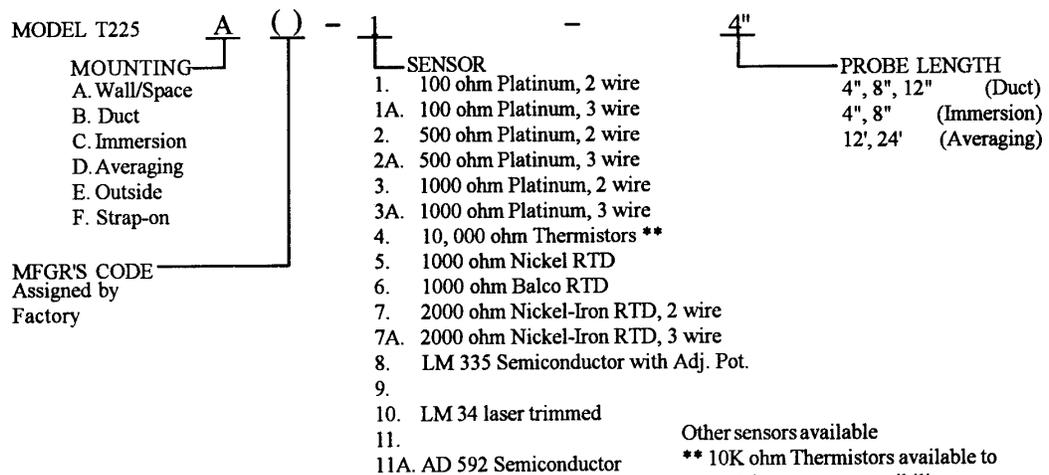 MODEL T225 A ( ) - 1 - 4"
MOUNTING
A. Wall/Space
B. Duct
C. Immersion
D. Averaging
E. Outside
F. Strap-on
MFGR'S CODE
Assigned by
Factory
SENSOR
1. 100 ohm Platinum, 2 wire
1A. 100 ohm Platinum, 3 wire
2. 500 ohm Platinum, 2 wire
2A. 500 ohm Platinum, 3 wire
3. 1000 ohm Platinum, 2 wire
3A. 1000 ohm Platinum, 3 wire
4. 10, 000 ohm Thermistors **
5. 1000 ohm Nickel RTD
6. 1000 ohm Balco RTD
7. 2000 ohm Nickel-Iron RTD, 2 wire
7A. 2000 ohm Nickel-Iron RTD, 3 wire
8. LM 335 Semiconductor with Adj. Pot.
9.
10. LM 34 laser trimmed
11.
11A. AD 592 Semiconductor
PROBE LENGTH
4", 8", 12" (Duct)
4", 8" (Immersion)
12', 24' (Averaging)
Other sensors available
** 10K ohm Thermistors available to